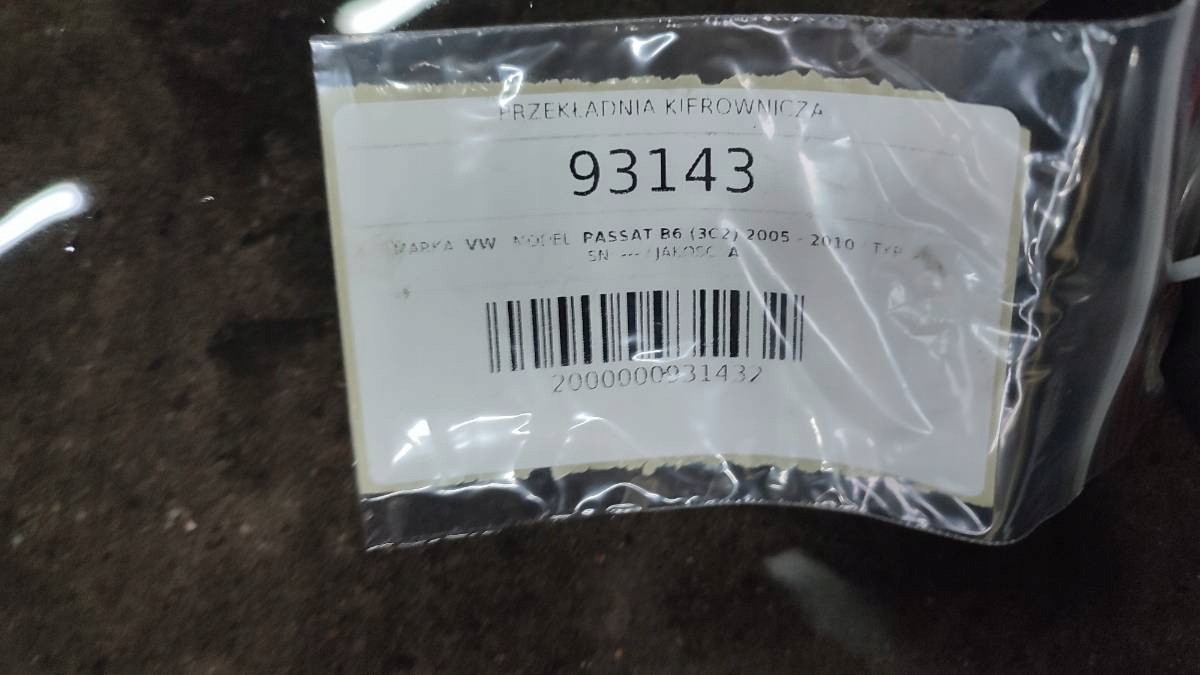 PRZEKŁADNIA KIEROWNICZA
93143
MARKA VW MODEL PASSAT B6 (3C2) 2005 - 2010 TYP
SN --- / JAKOŚĆ A
2000000931432